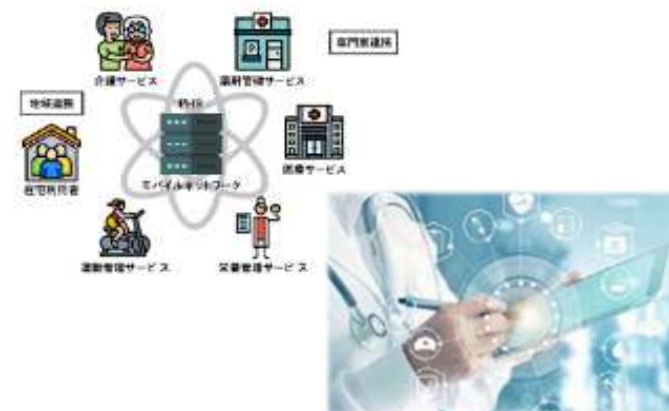 介護サービス
薬剤管理サービス
専門家連携
地域連携
PHR
在宅利用者
モバイルネットワーク
医療サービス
運動管理サービス
栄養管理サービス